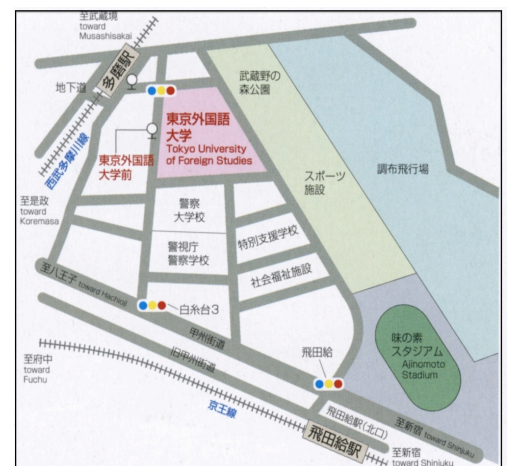 至武蔵境
toward
Musashisakai
多磨駅
地下道
西武多摩川線
東京外国語
大学
Tokyo University
of Foreign Studies
東京外国語
大学前
武蔵野の
森公園
スポーツ
施設
調布飛行場
至是政
toward
Koremasa
警察
大学校
警視庁
警察学校
特別支援学校
社会福祉施設
至八王子 toward Hachioji
白糸台3
甲州街道
旧甲州街道
飛田給
味の素
スタジアム
Ajinomoto
Stadium
至府中
toward
Fuchu
京王線
飛田給駅(北口)
飛田給駅
至新宿 toward Shinjuku
至新宿
toward Shinjuku